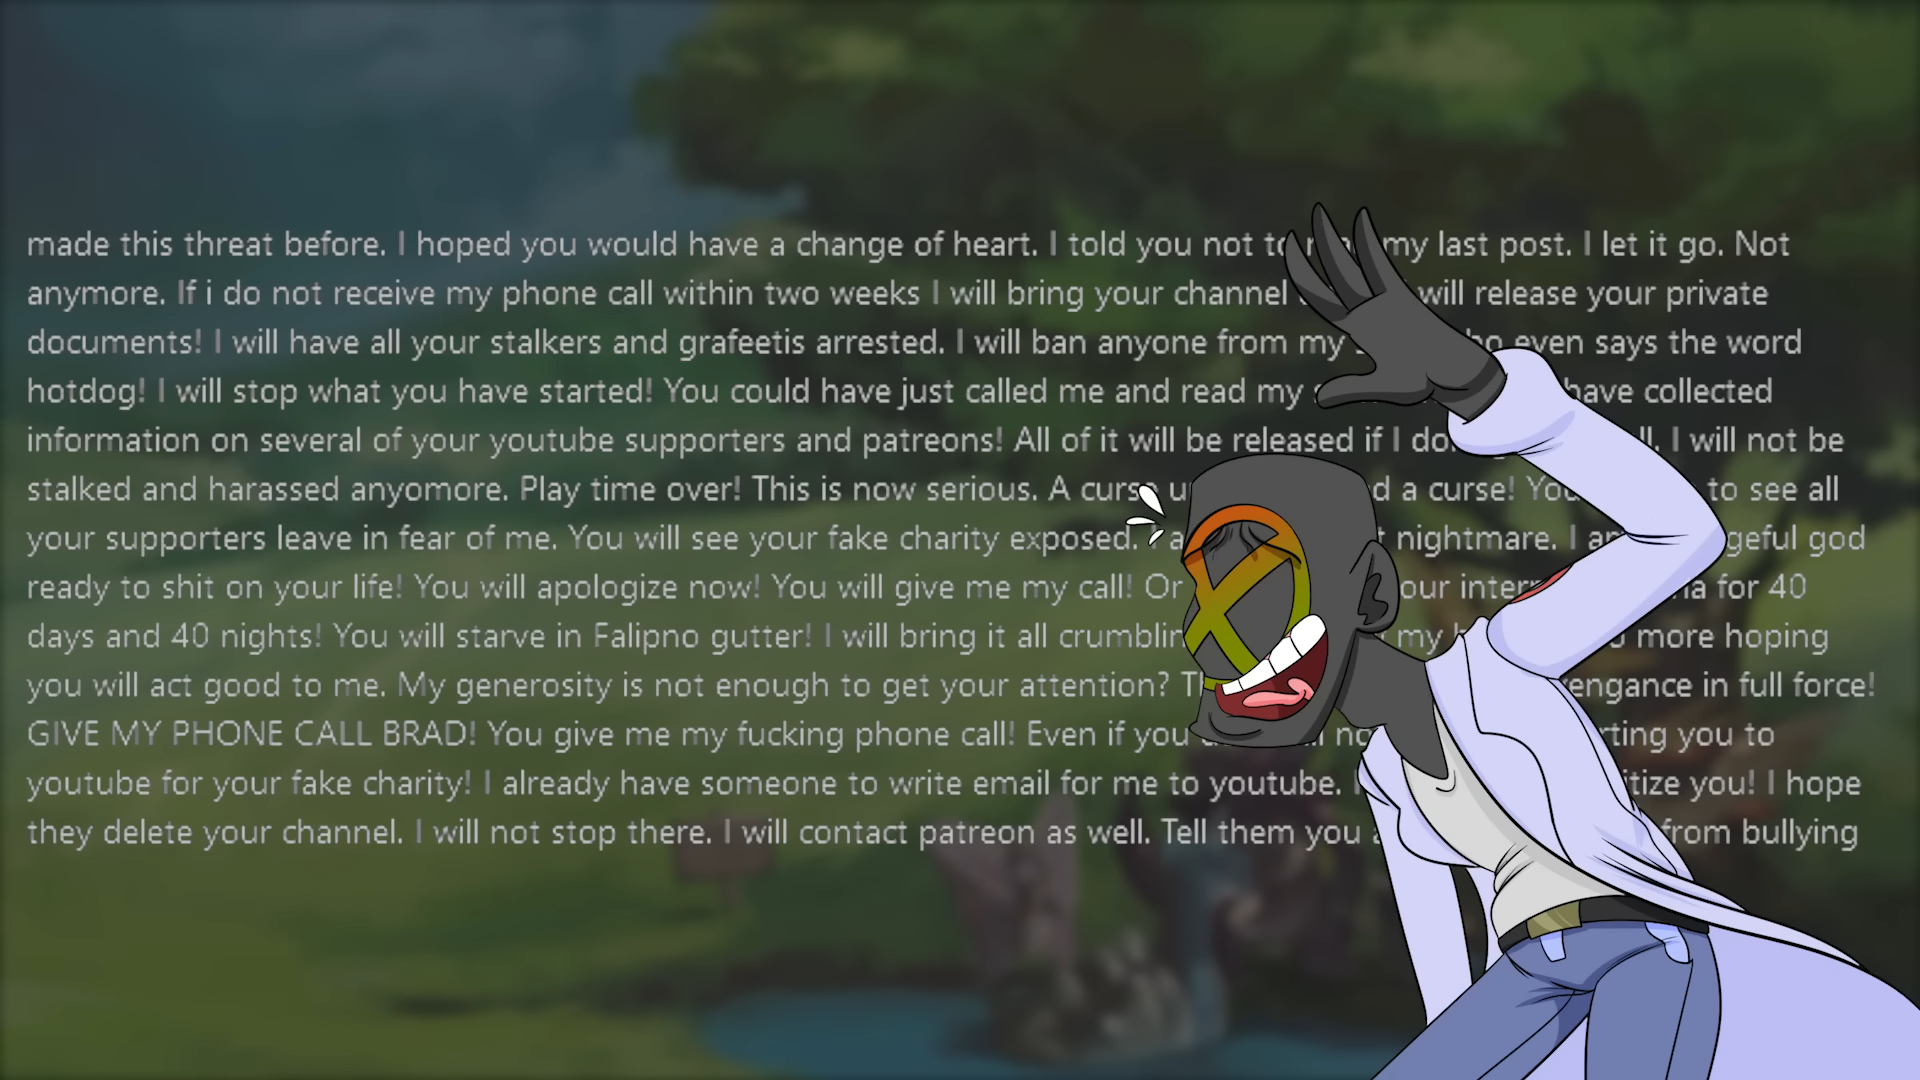 made this threat before. I hoped you would have a change of heart. I told you not to my last post. I let it go. Not
anymore. If i do not receive my phone call within two weeks I will bring your channel will release your private
documents! I will have all your stalkers and grafeetis arrested. I will ban anyone from my even says the word
hotdog! I will stop what you have started! You could have just called me and read my have collected
information on several of your youtube supporters and patreons! All of it will be released if I I will not be
stalked and harassed anyomore. Play time over! This is now serious. A curse a curse! to see all
your supporters leave in fear of me. You will see your fake charity exposed. nightmare. I
god
ready to shit on your life! You will apologize now! You will give me my call! Or for 40
days and 40 nights! You will starve in Falipno gutter! I will bring it all my more hoping
you will act good to me. My generosity is not enough to get your attention? vengance in full force!
GIVE MY PHONE CALL BRAD! You give me my fucking phone call! Even if you you to
youtube for your fake charity! I already have someone to write email for me to youtube. you! I hope
they delete your channel. I will not stop there. I will contact patreon as well. Tell them you from bullying